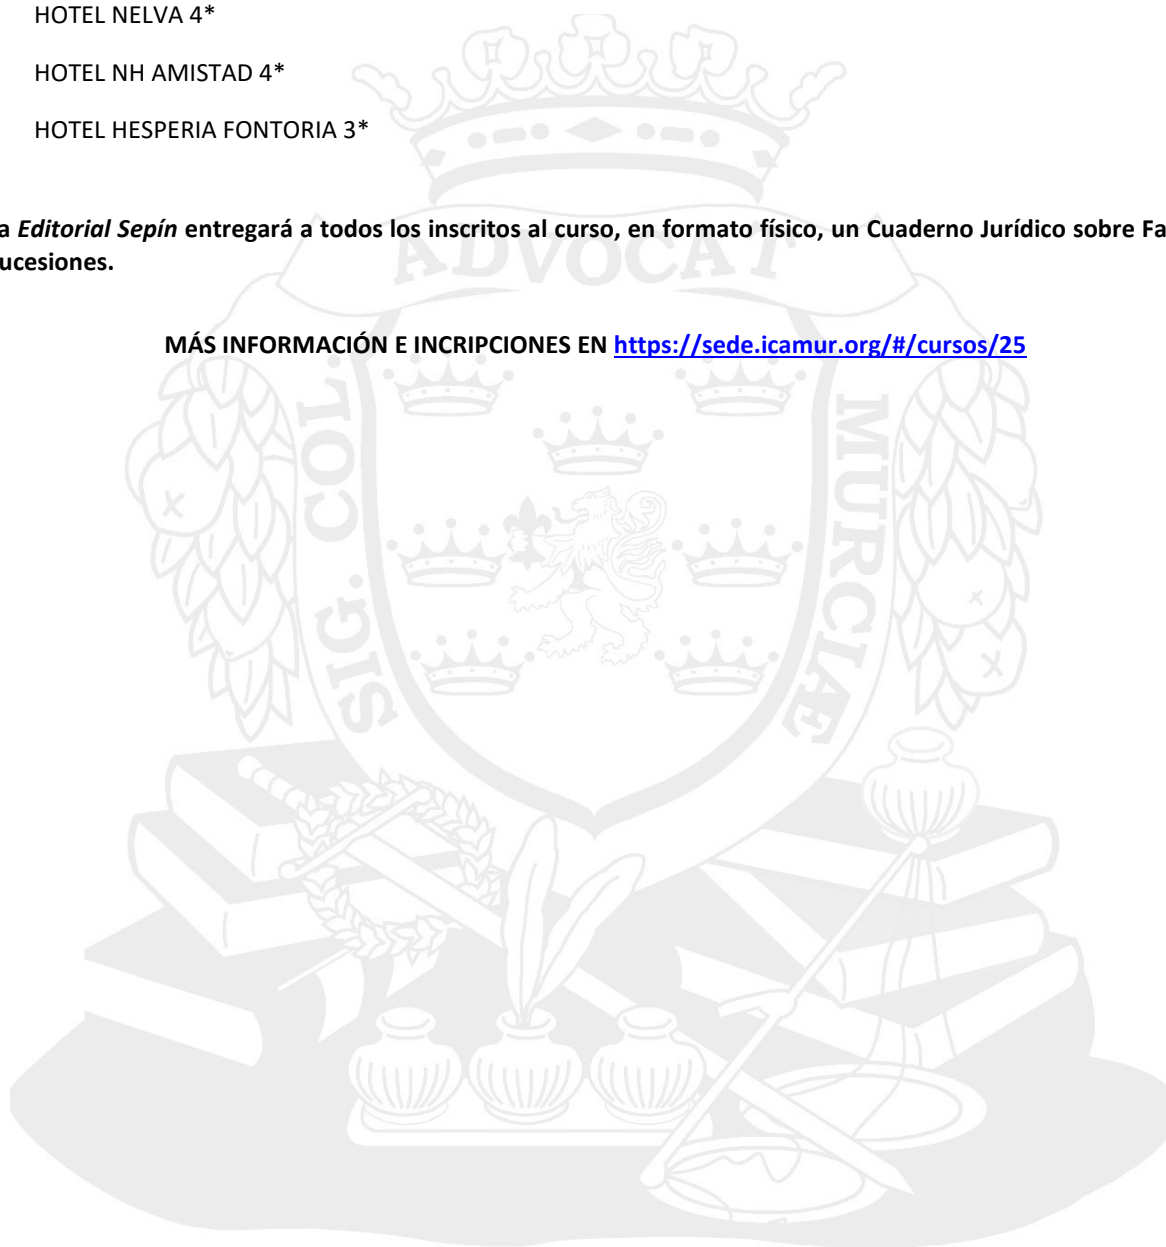 HOTEL NELVA 4*
HOTEL NH AMISTAD 4*
HOTEL HESPERIA FONTORIA 3*
a Editorial Sepín entregará a todos los inscritos al curso, en formato físico, un Cuaderno Jurídico sobre Fa
ucesiones.
ADVOCAT
MÁS INFORMACIÓN E INCRIPCIONES EN https://sede.icamur.org/#/cursos/25
SIG. COL.
MURCIÆ